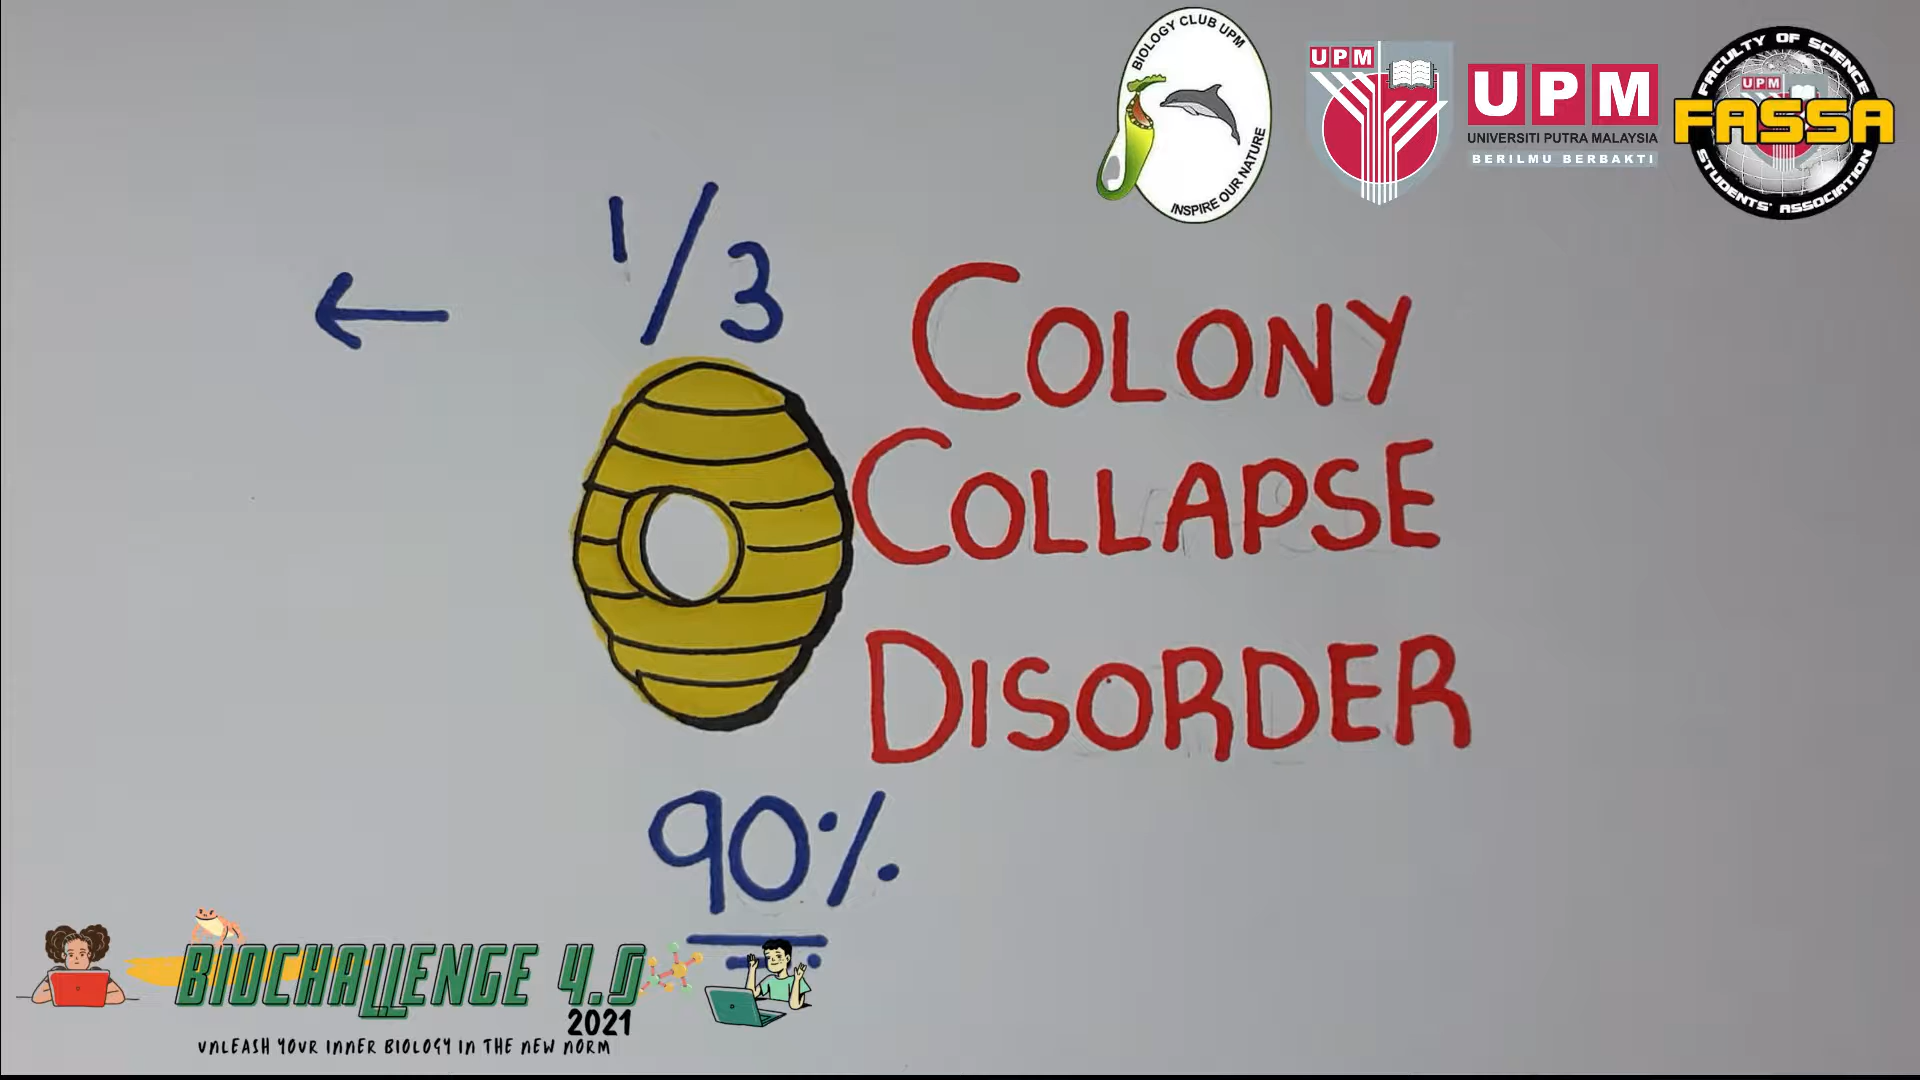 BIOLOGY CLUB UPM
INSPIRE OUR NATURE
UPM
UPM
UNIVERSITI PUTRA MALAYSIA
BERILMU BERBAKTI
FACULTY OF SCIENCE
UPM
FASSA
STUDENTS' ASSOCIATION
1/3
COLONY
COLLAPSE
DISORDER
90%
BIOCHALLENGE 4.0
2021
UNLEASH YOUR INNER BIOLOGY IN THE NEW NORM